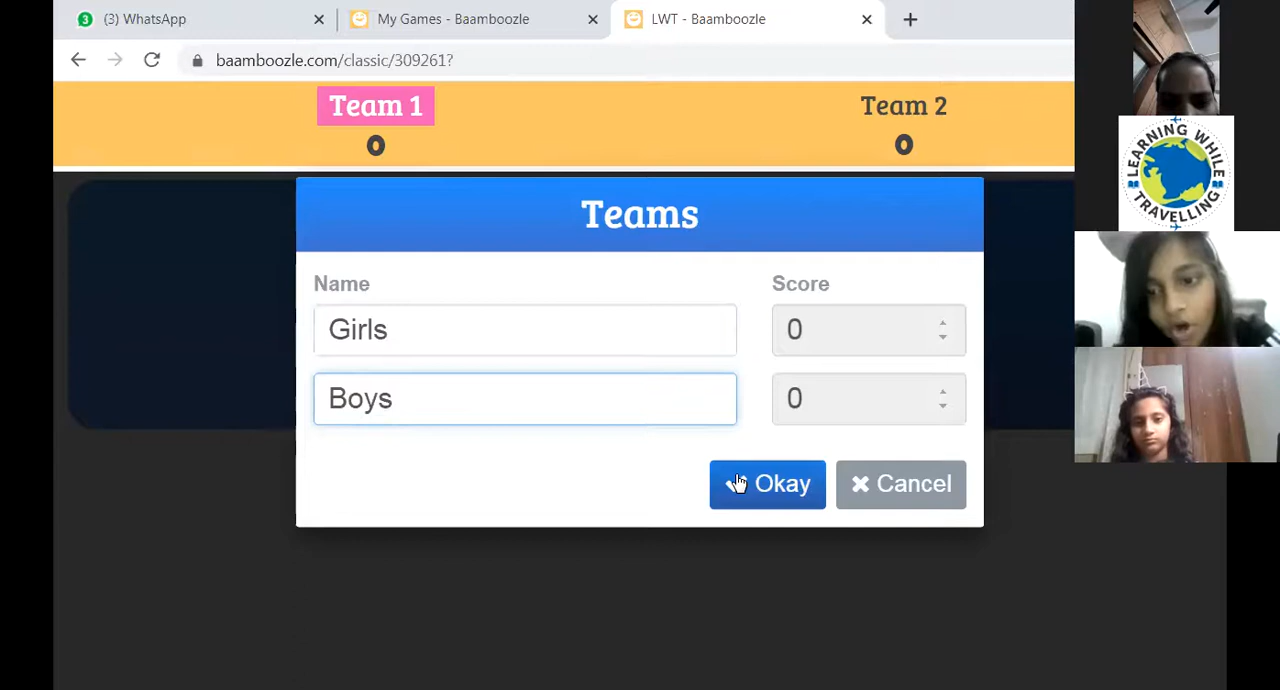 (3) WhatsApp
My Games - Baamboozle
LWT - Baamboozle
3
baamboozle.com/classic/309261?
Team 1
Team 2
0
0
LEARNING WHILE
TRAVELLING
Teams
Name
Score
Girls
0
Boys
0
Okay
Cancel